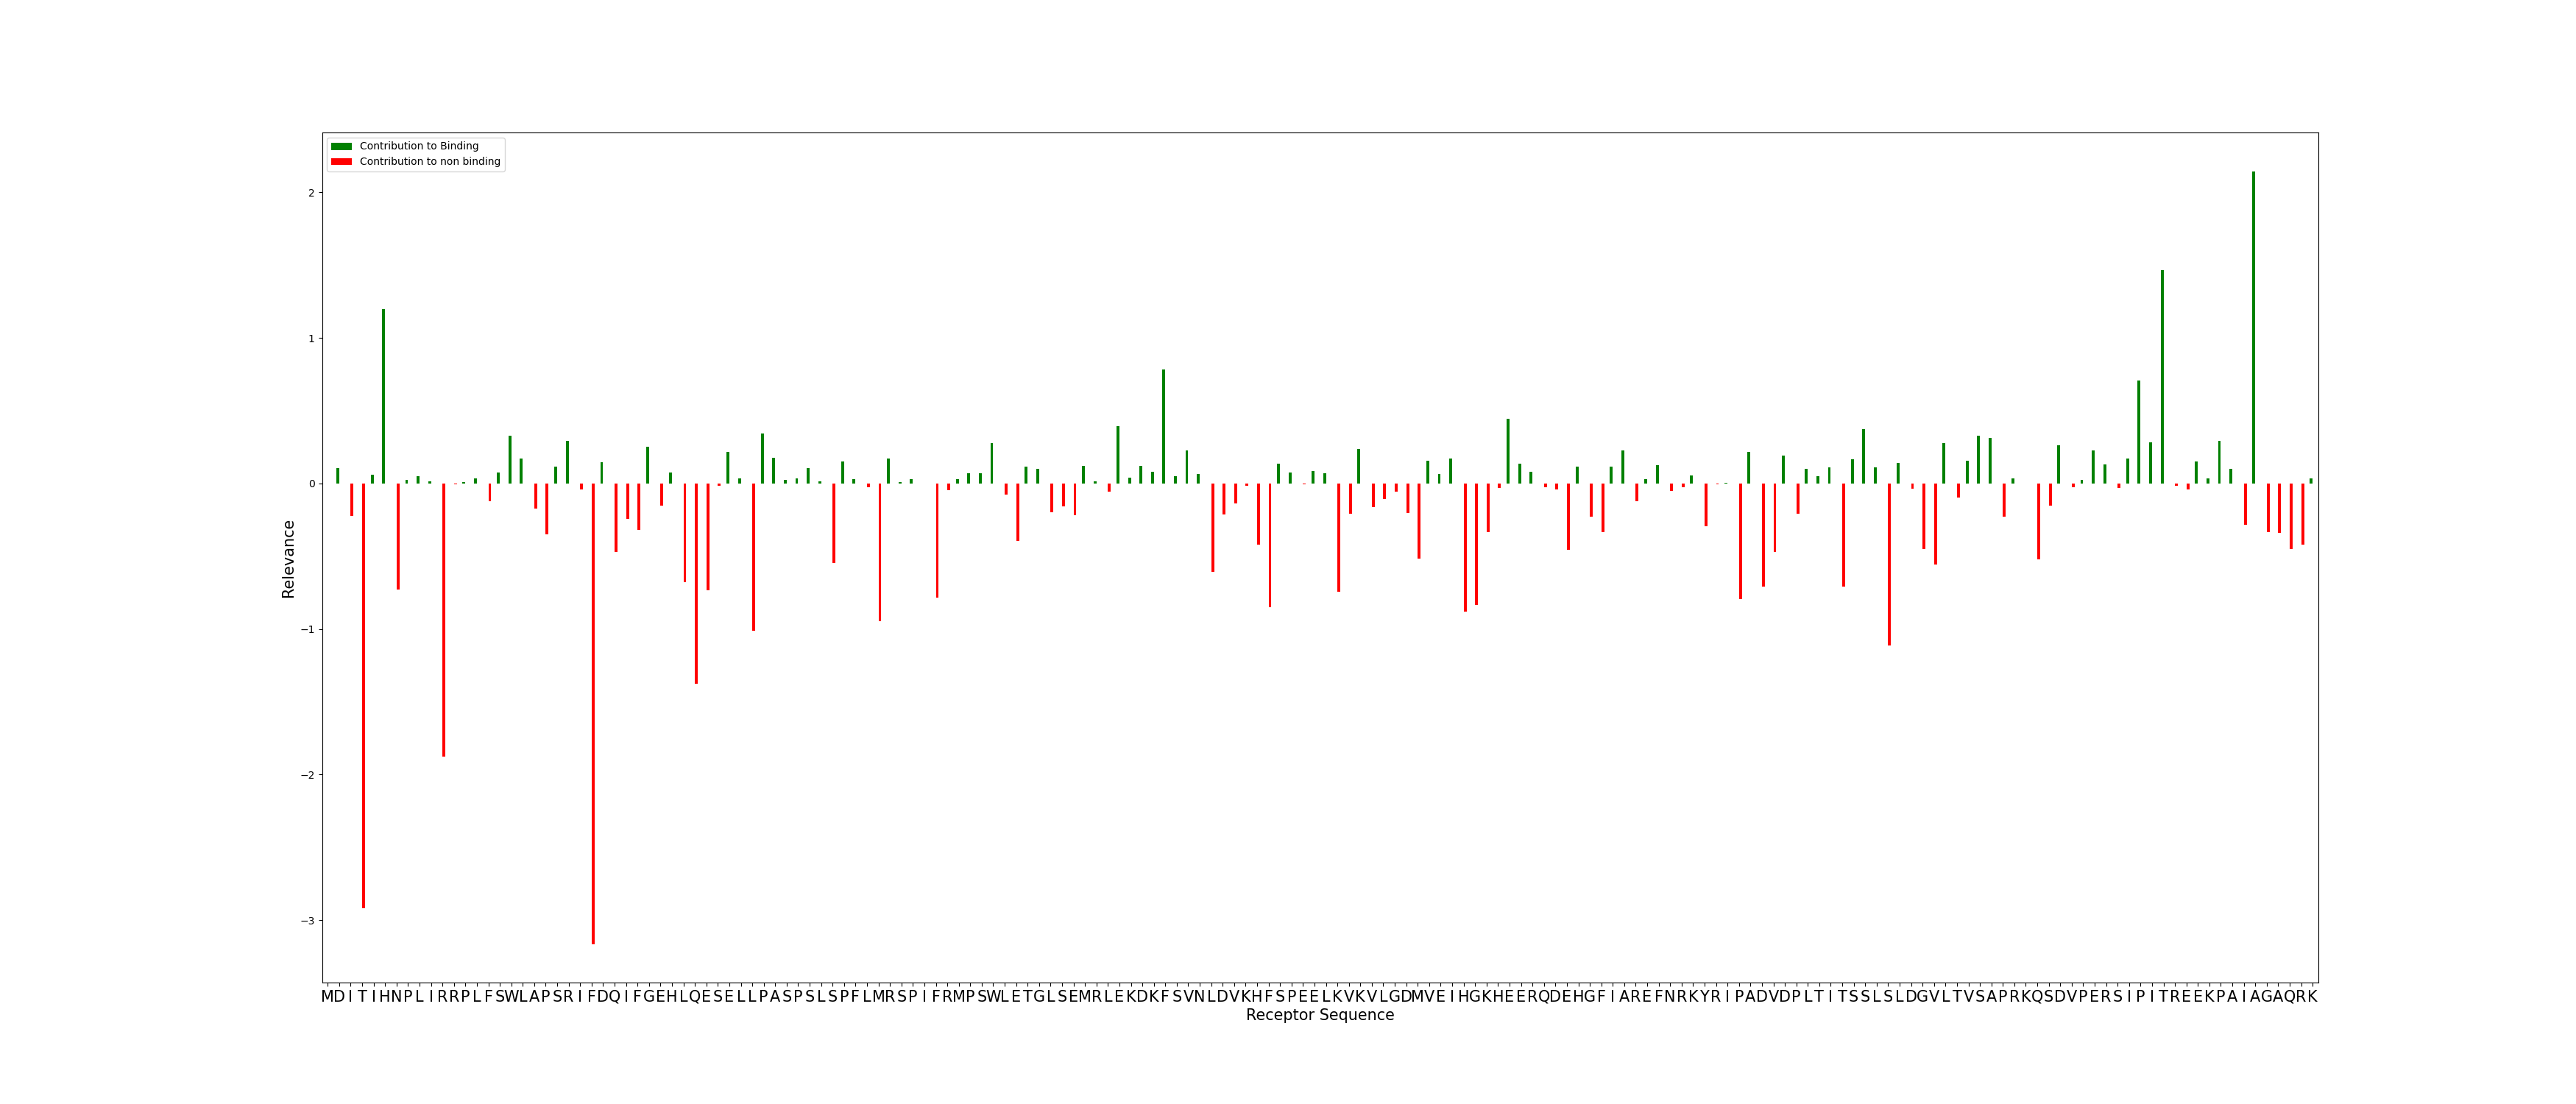 Contribution to Binding
Contribution to non binding
2
1
0
−1
−2
−3
Relevance
MDITIHNPLIRRPLFSWLAPSRIFDQIFGEHLQESELLPASPSLSPFLMRSPIFRMPSWLETGLSEMRLEKDKFSVNLDVKHFSPEELKVKVLGDMVEIHGKHEERQDEHGFIAREFNRKYRIPADVDPLTITSSLSLDGVLTVSAPRKQSDVPERSIPITREEKPAIAGAQRK
Receptor Sequence